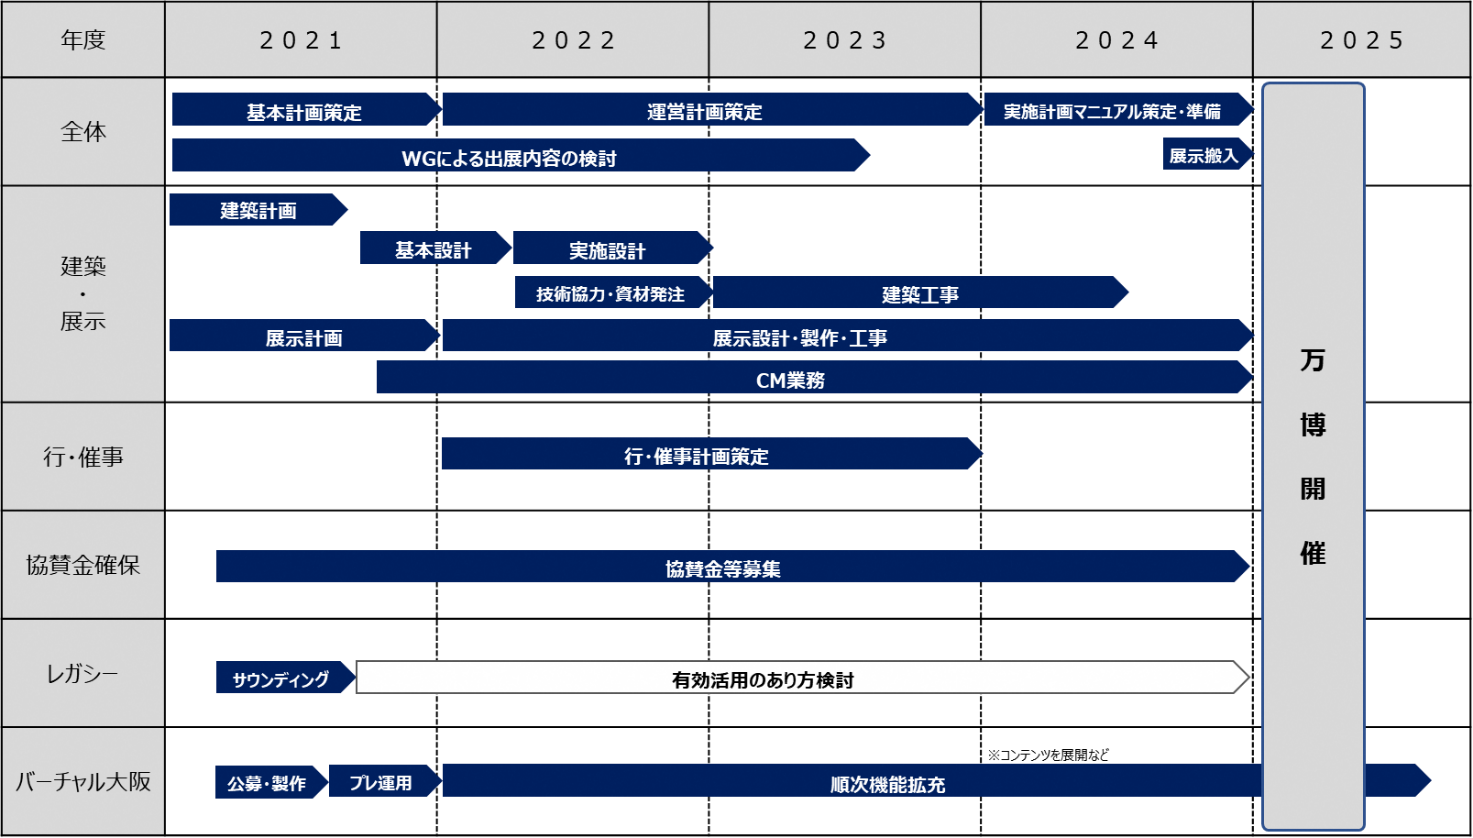 年度
２０２１
２０２２
２０２３
２０２４
２０２５
全体
基本計画策定
運営計画策定
実施計画マニュアル策定・準備
WGによる出展内容の検討
展示搬入
建築
・
展示
建築計画
基本設計
実施設計
技術協力・資材発注
建築工事
展示計画
展示設計・製作・工事
CM業務
行・催事
行・催事計画策定
協賛金確保
協賛金等募集
レガシー
サウンディング
有効活用のあり方検討
バーチャル大阪
公募・製作
プレ運用
※コンテンツを展開など
順次機能拡充
万
博
開
催